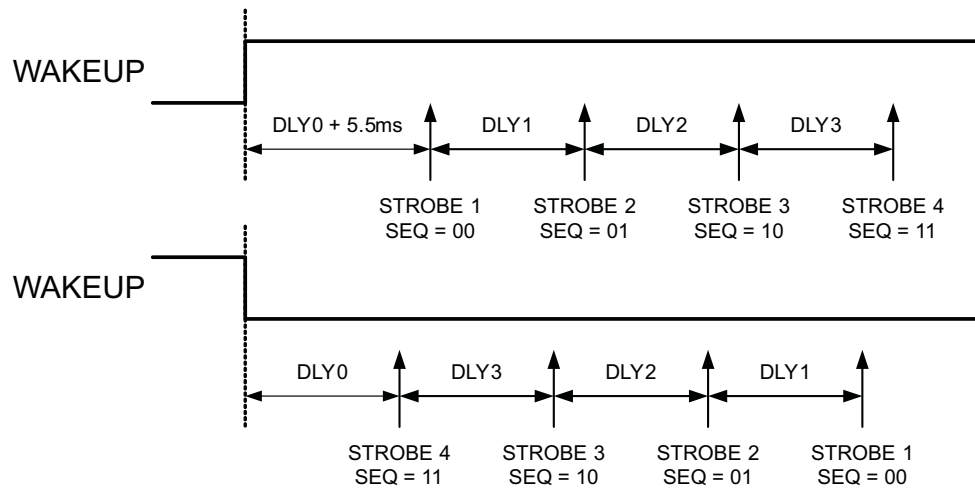 WAKEUP
DLY0 + 5.5ms
DLY1
DLY2
DLY3
STROBE 1
SEQ = 00
STROBE 2
SEQ = 01
STROBE 3
SEQ = 10
STROBE 4
SEQ = 11
WAKEUP
DLY0
DLY3
DLY2
DLY1
STROBE 4
SEQ = 11
STROBE 3
SEQ = 10
STROBE 2
SEQ = 01
STROBE 1
SEQ = 00